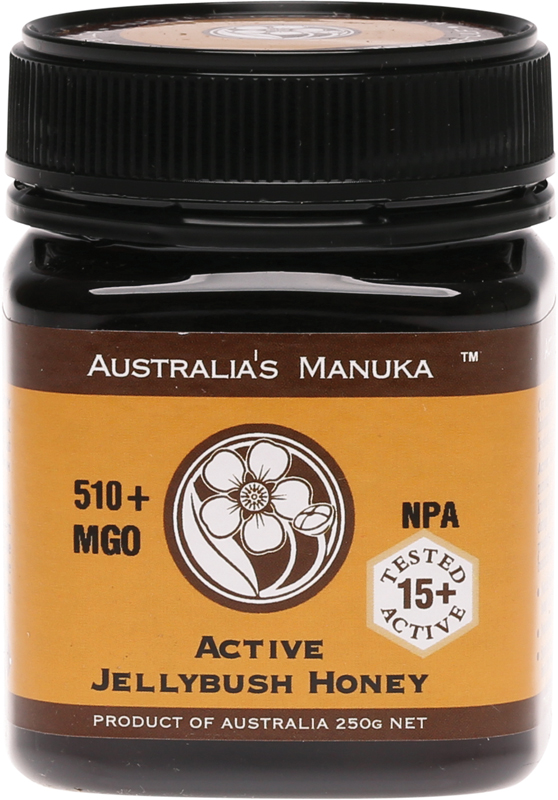 AUSTRALIA'S MANUKA ™
510+
MGO
NPA
TESTED
15+
ACTIVE
ACTIVE
JELLYBUSH HONEY
PRODUCT OF AUSTRALIA 250G NET